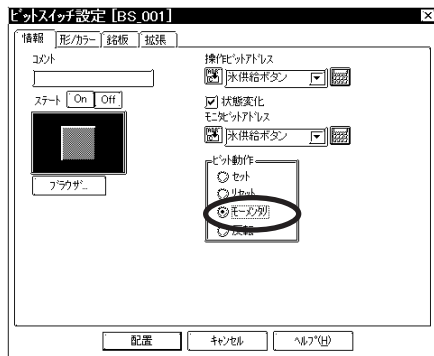 ビットスイッチ設定 [BS_001]
情報 形/カラー 銘板 拡張
コメント
ステート On Off
ブラウザ...
操作ビットアドレス
氷供給ボタン
状態変化
モニタビットアドレス
氷供給ボタン
ビット動作
セット
リセット
モーメンタリ
反転
配置 キャンセル ヘルプ(H)